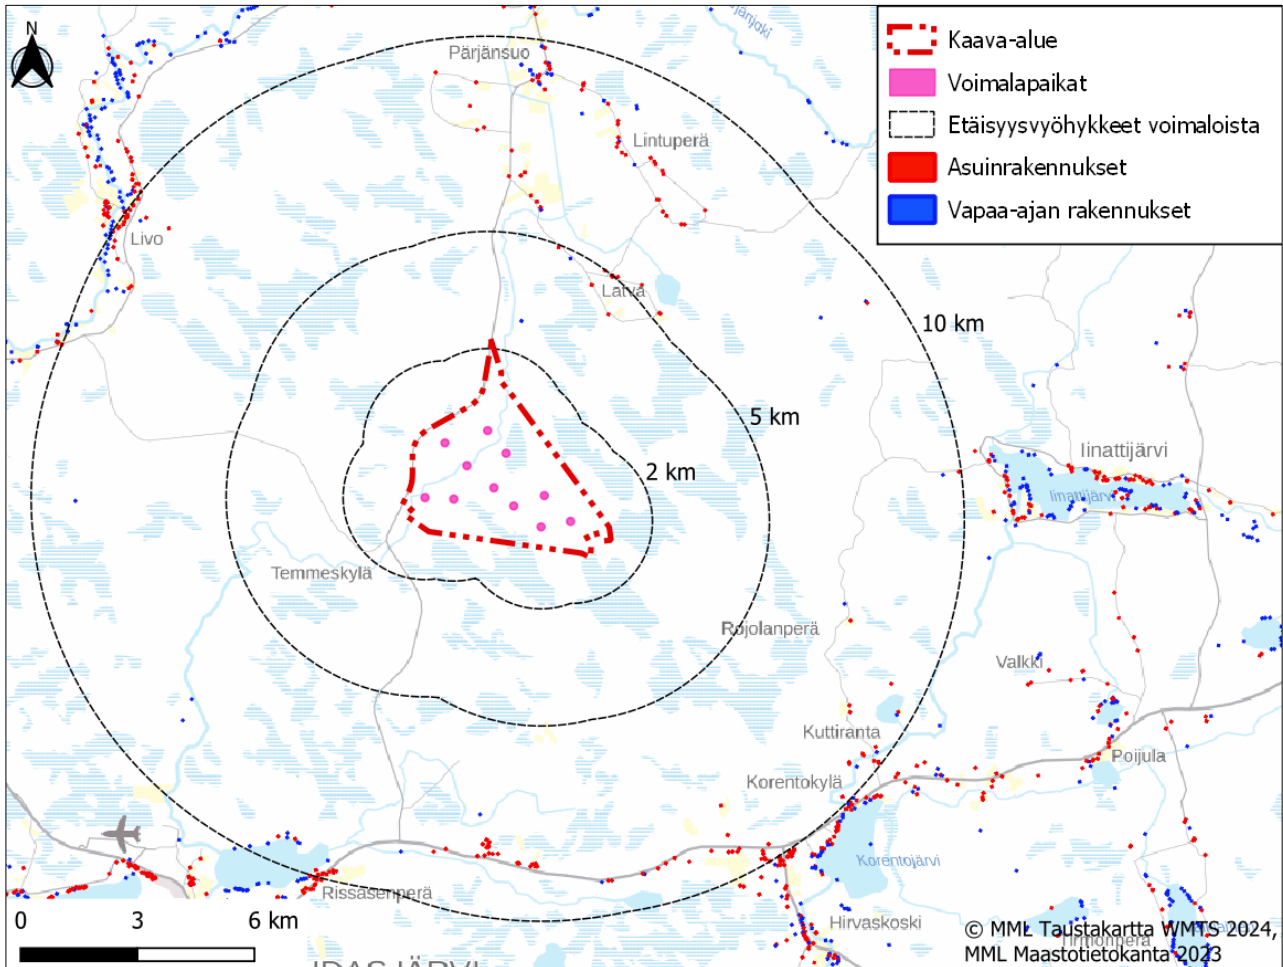 N
Pärjänsuo
Kaava-alue
Voimalapaikat
Etäisyysvyöhykkeet voimaloista
Asuinrakennukset
Vapaa-ajan rakennukset
Lintuperä
Livo
Latva
10 km
5 km
2 km
Iinattijärvi
Iinattijärvi
Temmeskylä
Rojolanperä
Valkki
Kuttiranta
Korentokylä
Poijula
Korentojärvi
Rissasenperä
Hirvaskoski
0 3 6 km
© MML Taustakartta WMTS 2024,
MML Maastotietokanta 2023